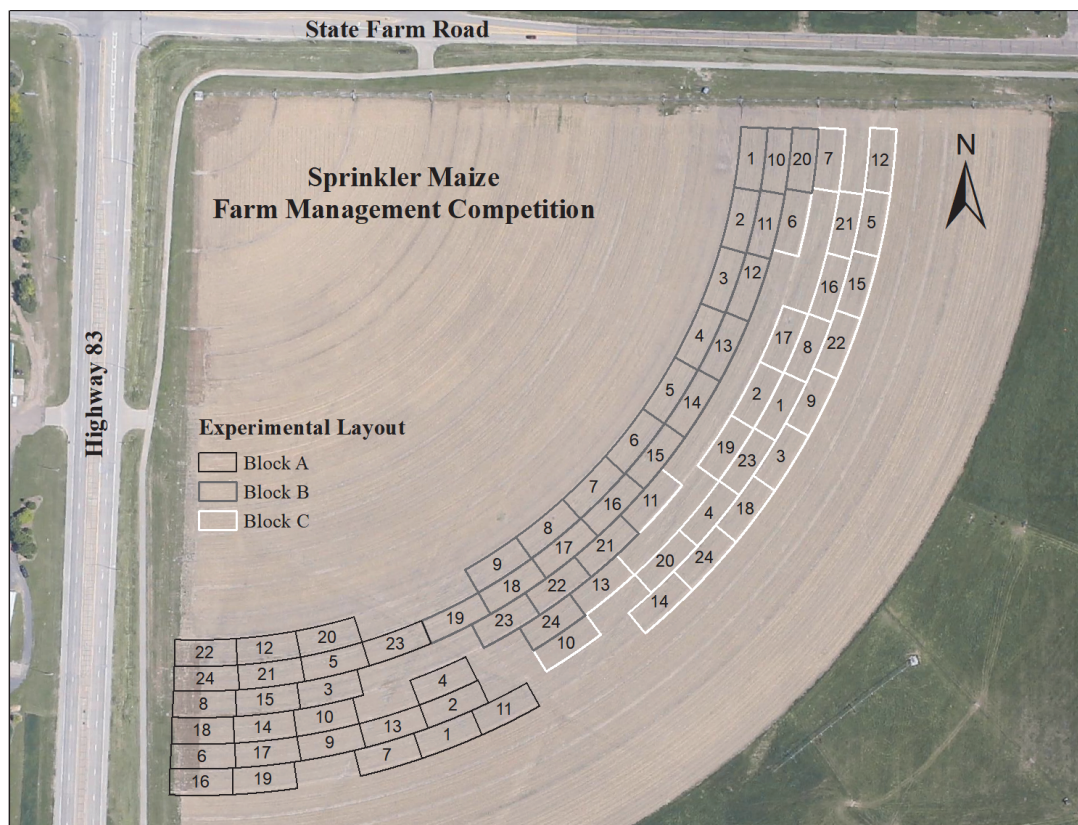 State Farm Road
Sprinkler Maize
Farm Management Competition
N
1 10 20 7 12
2 11 6 21 5
3 12 16 15
4 13 17 8 22
5 14 2 1 9
6 15 19 23 3
7 16 11 4 18
8 17 21 20 24
9 18 22 13 14
19 23 24 10
Highway 83
Experimental Layout
Block A
Block B
Block C
22 12 20 23
24 21 5
8 15 3 4
18 14 10 13 2 11
6 17 9 7 1
16 19